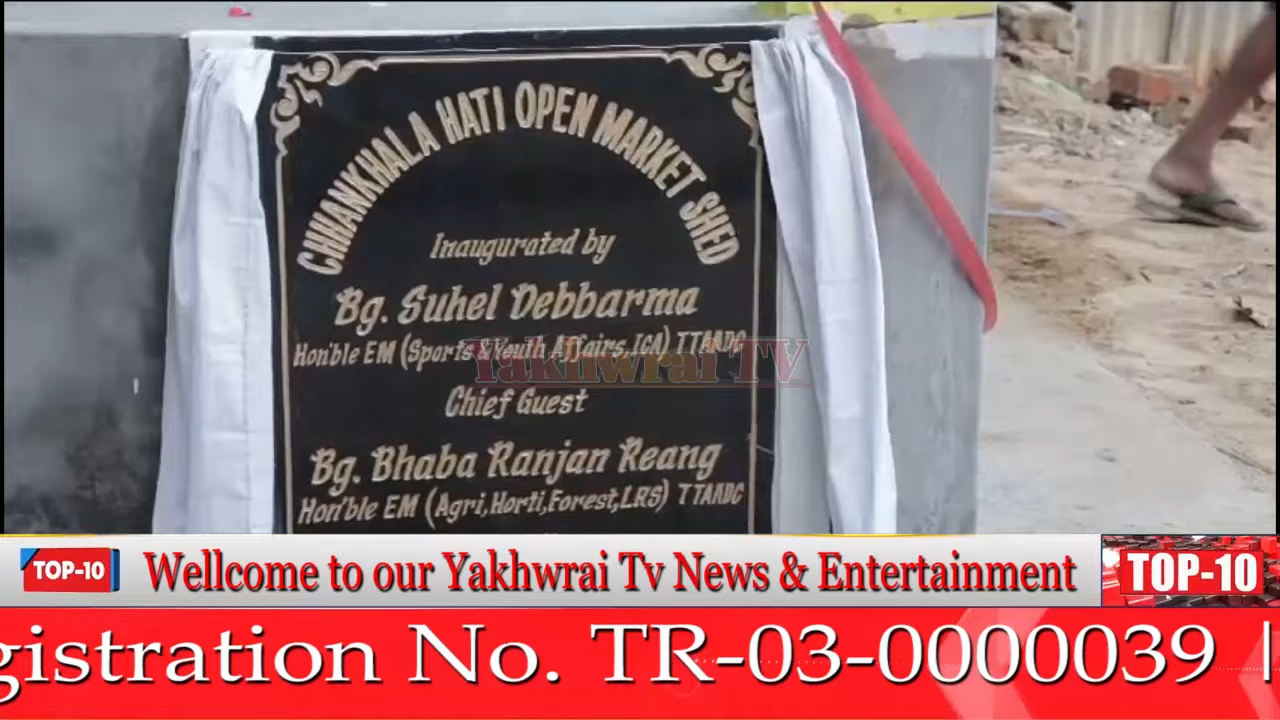 CHHANKHALA HATI OPEN MARKET SHED
Inaugurated by
Bg. Suhel Debbarma
Hon'ble EM (Sports & Youth Affairs, ICA) TTAADC
Yakhwrai TV
Chief Guest
Bg. Bhaba Ranjan Reang
Hon'ble EM (Agri, Horti, Forest, LRS) TTAADC
TOP-10 Wellcome to our Yakhwrai Tv News & Entertainment TOP-10
gistration No. TR-03-0000039 |